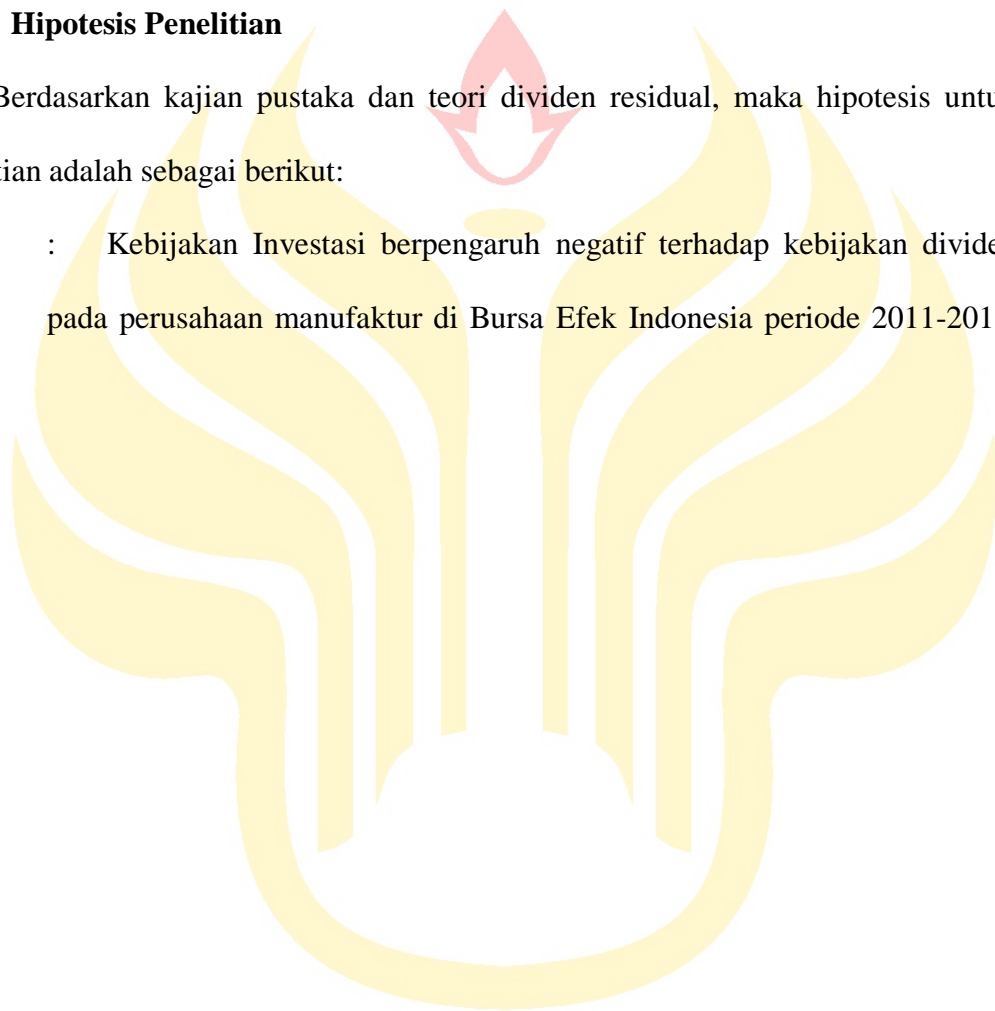 Hipotesis Penelitian
Berdasarkan kajian pustaka dan teori dividen residual, maka hipotesis untu
tian adalah sebagai berikut:
: Kebijakan Investasi berpengaruh negatif terhadap kebijakan divide
pada perusahaan manufaktur di Bursa Efek Indonesia periode 2011-201